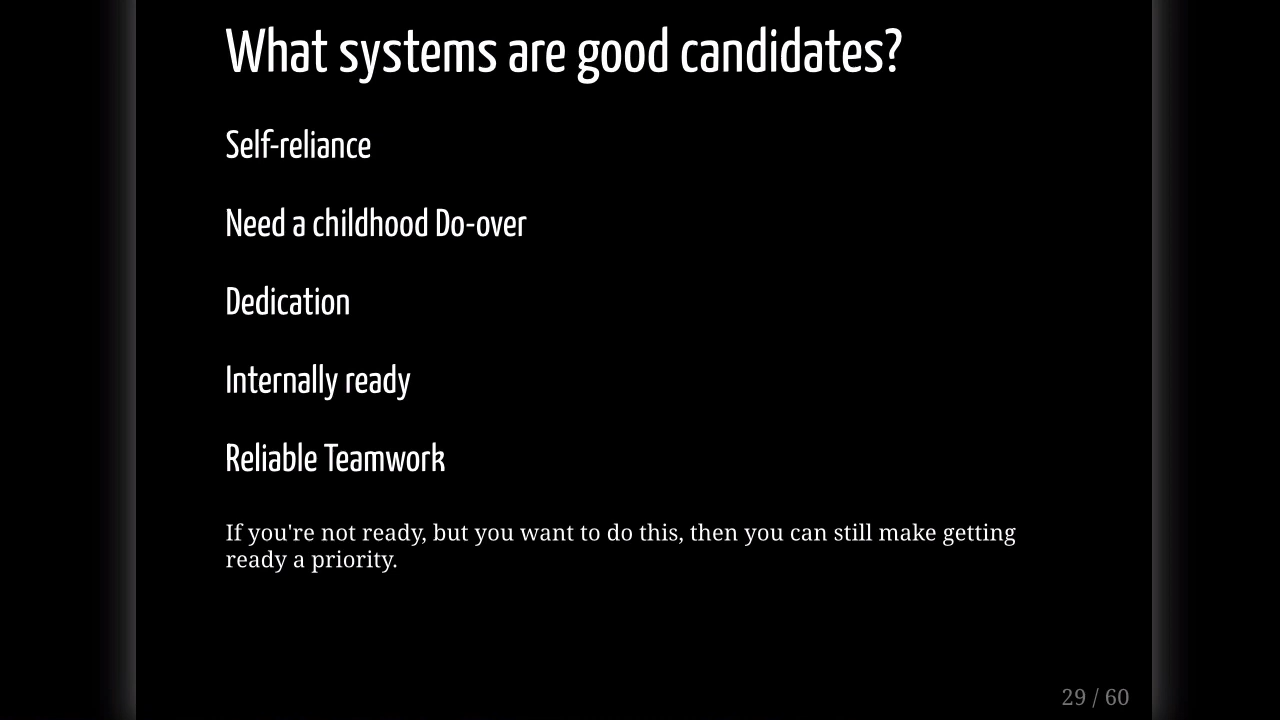 What systems are good candidates?
Self-reliance
Need a childhood Do-over
Dedication
Internally ready
Reliable Teamwork
If you're not ready, but you want to do this, then you can still make getting
ready a priority.
29 / 60